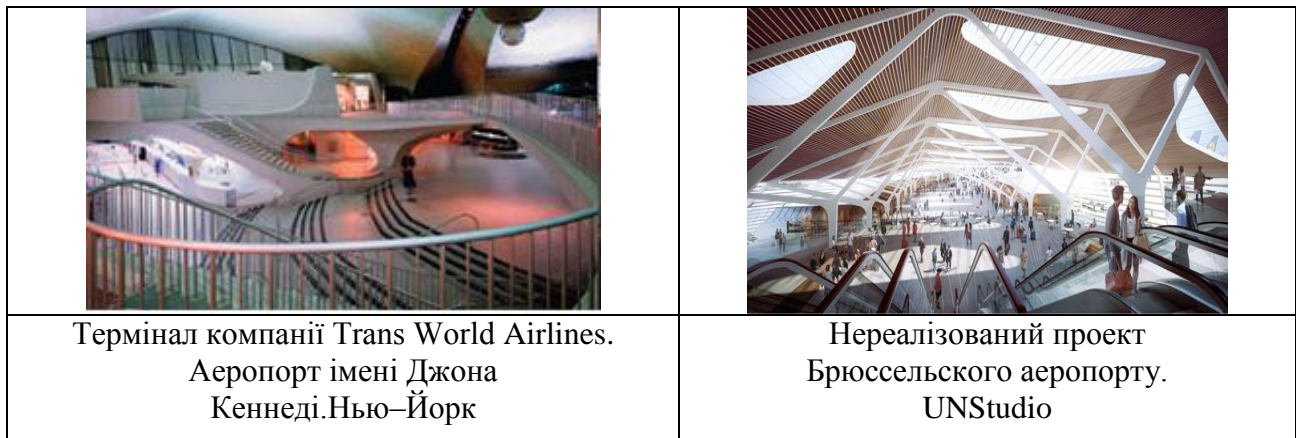 Термінал компанії Trans World Airlines.
Аеропорт імені Джона
Кеннеді.Нью–Йорк
Нереалізований проект
Брюссельского аеропорту.
UNStudio